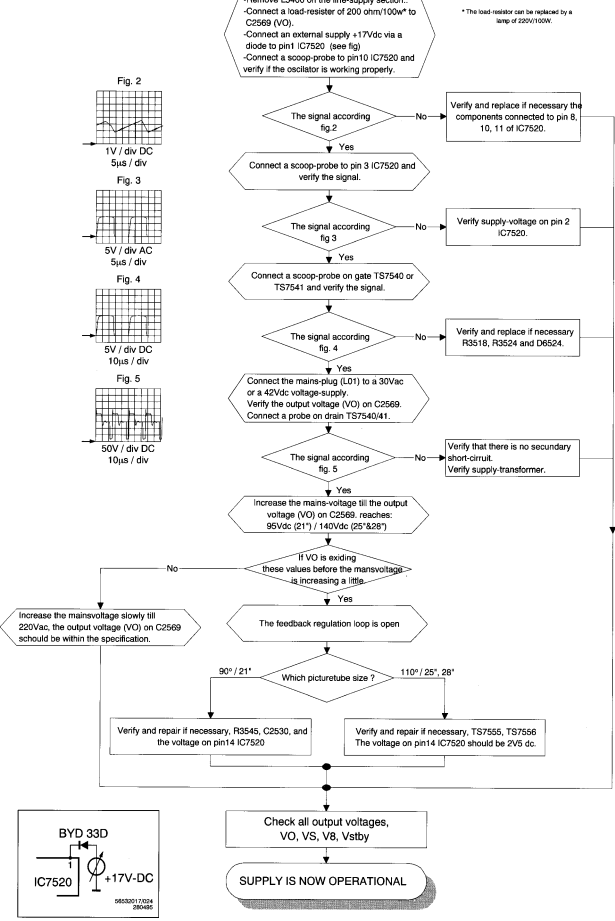 -Remove L5400 on the line-supply section..
-Connect a load-resister of 200 ohm/100w* to
C2569 (VO).
-Connect an external supply +17Vdc via a
diode to pin1 IC7520 (see fig)
-Connect a scoop-probe to pin10 IC7520 and
verify if the oscilator is working properly.
* The load-resistor can be replaced by a
lamp of 220V/100W.
Fig. 2
1V / div DC
5µs / div
The signal according
fig.2
No
Verify and replace if necessary the
components connected to pin 8,
10, 11 of IC7520.
Yes
Connect a scoop-probe to pin 3 IC7520 and
verify the signal.
Fig. 3
5V / div AC
5µs / div
The signal according
fig 3
No
Verify supply-voltage on pin 2
IC7520.
Yes
Connect a scoop-probe on gate TS7540 or
TS7541 and verify the signal.
Fig. 4
5V / div DC
10µs / div
The signal according
fig. 4
No
Verify and replace if necessary
R3518, R3524 and D6524.
Yes
Connect the mains-plug (L01) to a 30Vac
or a 42Vdc voltage-supply.
Verify the output voltage (VO) on C2569.
Connect a probe on drain TS7540/41.
Fig. 5
50V / div DC
10µs / div
The signal according
fig. 5
No
Verify that there is no secundary
short-cirruit.
Verify supply-transformer.
Yes
Increase the mains-voltage till the output
voltage (VO) on C2569. reaches:
95Vdc (21") / 140Vdc (25"&28")
If VO is exiding
these values before the mansvoltage
is increasing a little.
No
Yes
Increase the mainsvoltage slowly till
220Vac, the output voltage (VO) on C2569
schould be within the specification.
The feedback regulation loop is open
Which picturetube size ?
90º / 21"
110º / 25", 28"
Verify and repair if necessary, R3545, C2530, and
the voltage on pin14 IC7520
Verify and repair if necessary, TS7555, TS7556
The voltage on pin14 IC7520 should be 2V5 dc.
Check all output voltages,
VO, VS, V8, Vstby
SUPPLY IS NOW OPERATIONAL
BYD 33D
1
IC7520
+17V-DC
56532017/024
280495